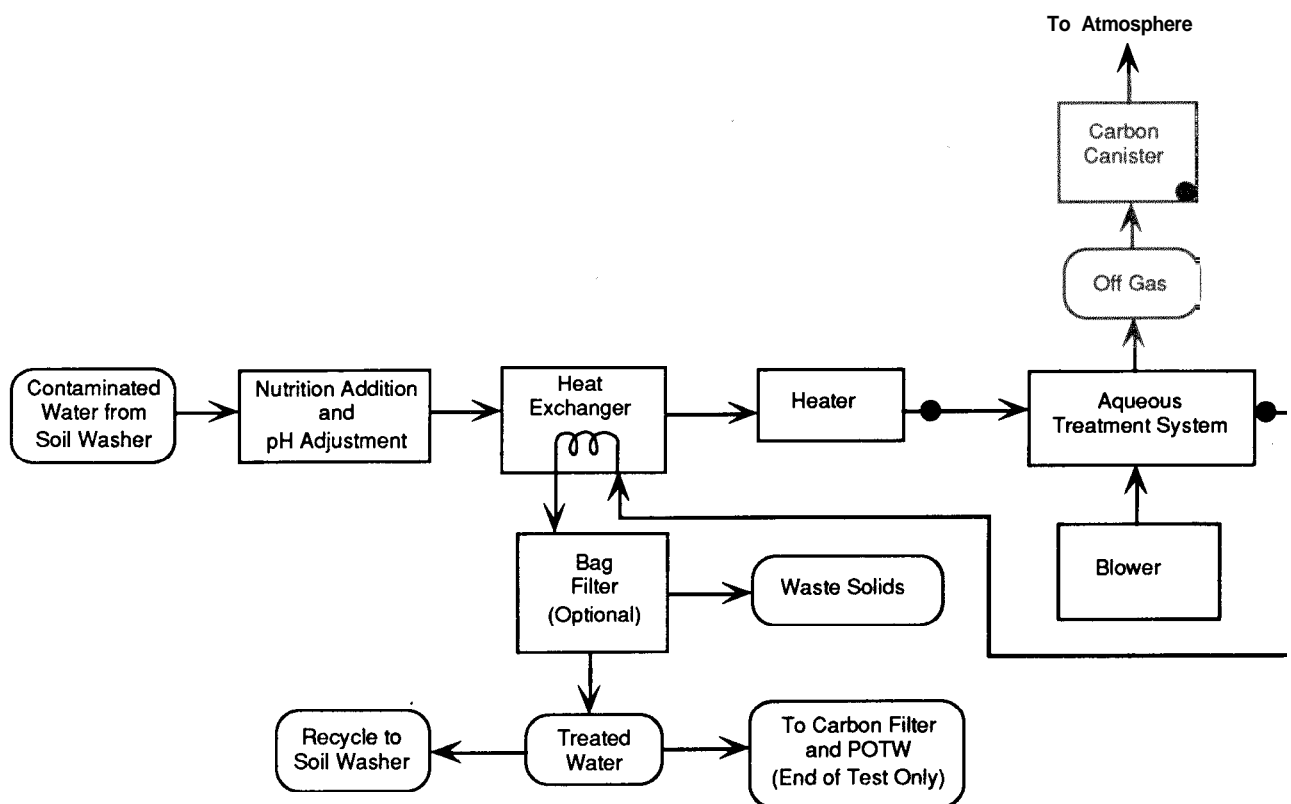 To Atmosphere
Carbon
Canister
Off Gas
Contaminated
Water from
Soil Washer
Nutrition Addition
and
pH Adjustment
Heat
Exchanger
Heater
Aqueous
Treatment System
Bag
Filter
(Optional)
Waste Solids
Blower
Recycle to
Soil Washer
Treated
Water
To Carbon Filter
and POTW
(End of Test Only)